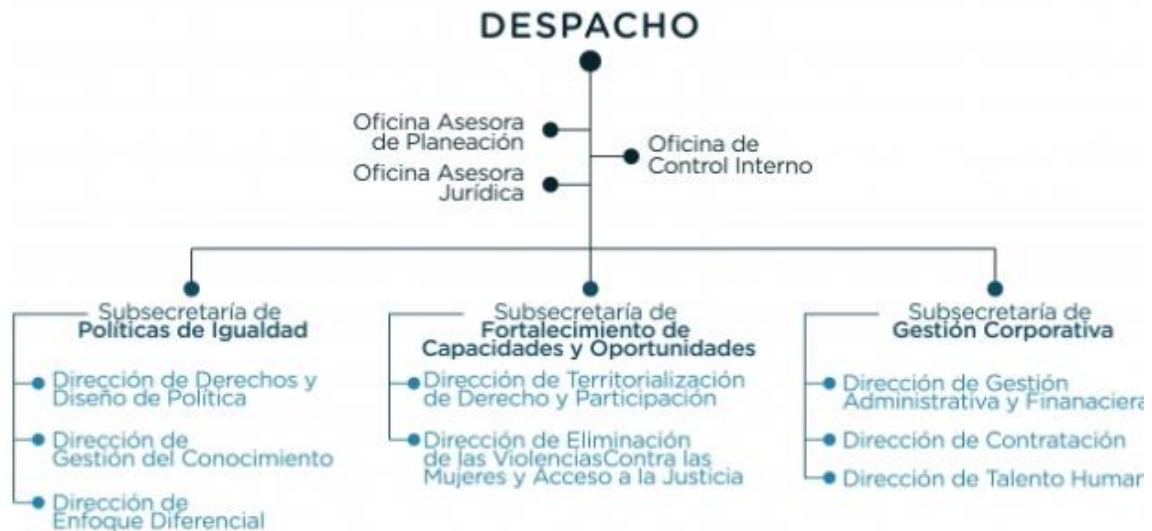 DESPACHO
Oficina Asesora
de Planeación
Oficina de
Control Interno
Oficina Asesora
Jurídica
Subsecretaría de
Políticas de Igualdad
Dirección de Derechos y
Diseño de Política
Dirección de
Gestión del Conocimiento
Dirección de
Enfoque Diferencial
Subsecretaría de
Fortalecimiento de
Capacidades y Oportunidades
Dirección de Territorialización
de Derecho y Participación
Dirección de Eliminación
de las ViolenciasContra las
Mujeres y Acceso a la Justicia
Subsecretaría de
Gestión Corporativa
Dirección de Gestión
Administrativa y Finanaciera
Dirección de Contratación
Dirección de Talento Human